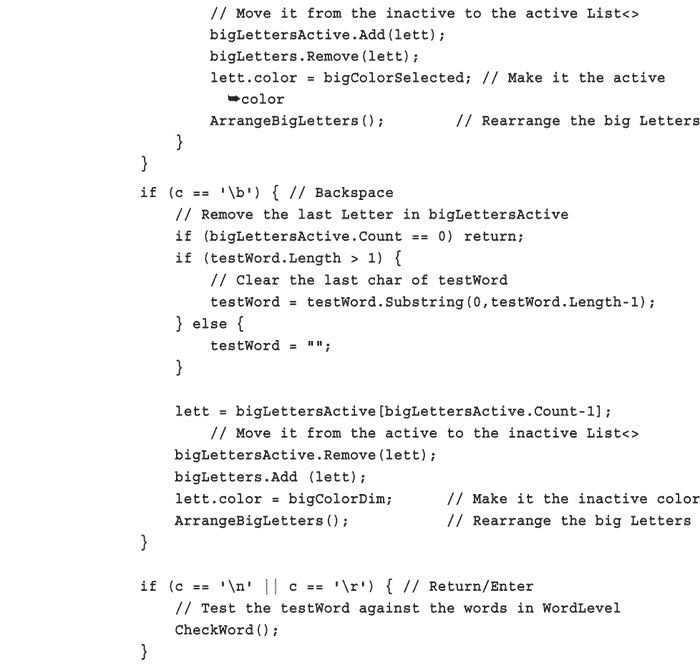 // Move it from the inactive to the active List<>
bigLettersActive.Add(lett);
bigLetters.Remove(lett);
lett.color = bigColorSelected; // Make it the active
➥color
ArrangeBigLetters(); // Rearrange the big Letters
}
}
if (c == '\b') { // Backspace
// Remove the last Letter in bigLettersActive
if (bigLettersActive.Count == 0) return;
if (testWord.Length > 1) {
// Clear the last char of testWord
testWord = testWord.Substring(0,testWord.Length-1);
} else {
testWord = "";
}
lett = bigLettersActive[bigLettersActive.Count-1];
// Move it from the active to the inactive List<>
bigLettersActive.Remove(lett);
bigLetters.Add (lett);
lett.color = bigColorDim; // Make it the inactive color
ArrangeBigLetters(); // Rearrange the big Letters
}
if (c == '\n' || c == '\r') { // Return/Enter
// Test the testWord against the words in WordLevel
CheckWord();
}